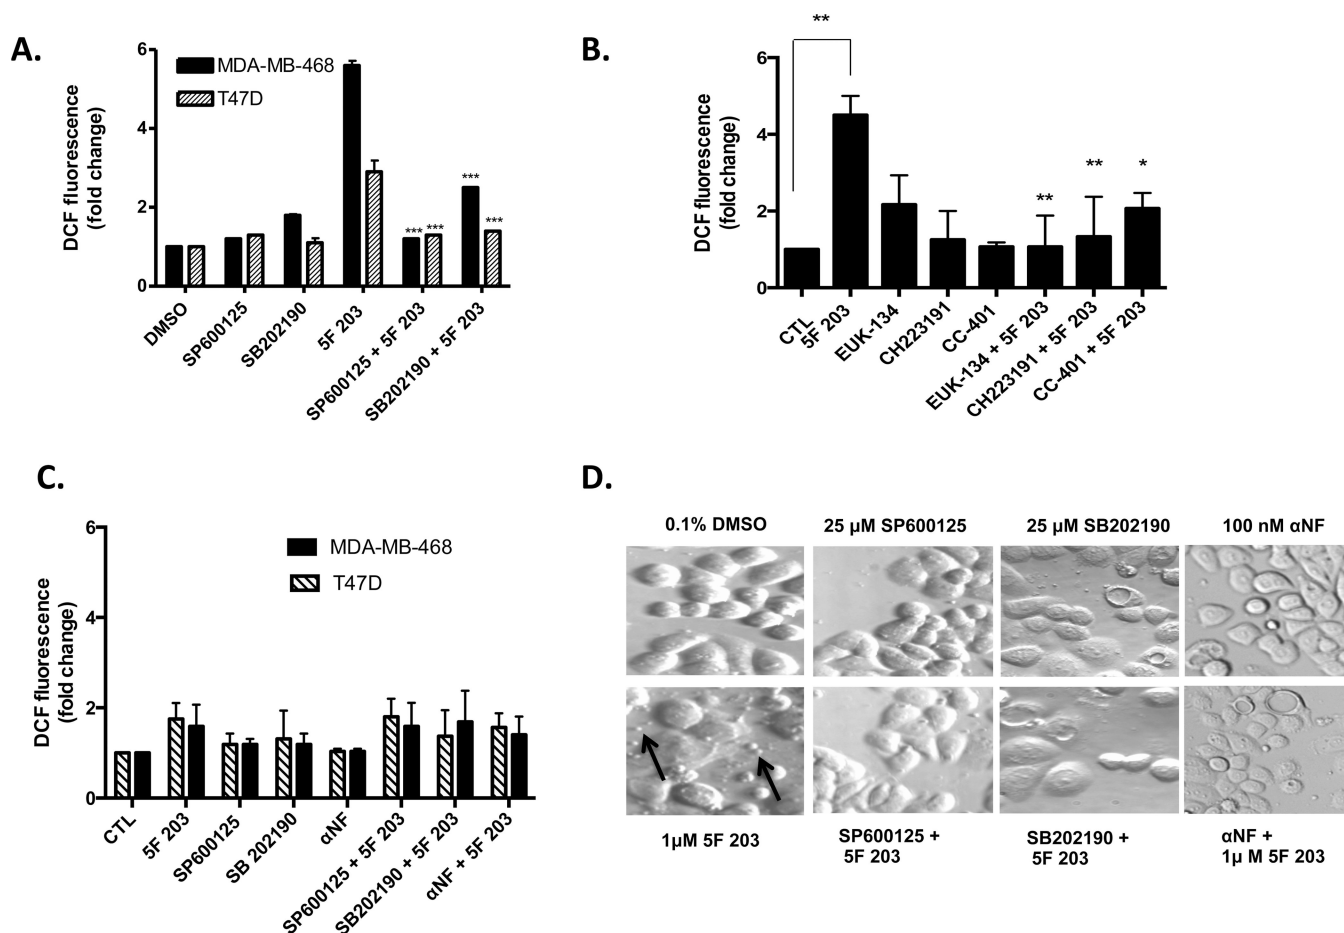 A.
DCF fluorescence
(fold change)
6
4
2
0
MDA-MB-468
T47D
***
***
***
***
DMSO
SP600125
SB202190
5F 203
SP600125 + 5F 203
SB202190 + 5F 203
B.
DCF fluorescence
(fold change)
6
4
2
0
**
**
**
*
CTL
5F 203
EUK-134
CH223191
CC-401
EUK-134 + 5F 203
CH223191 + 5F 203
CC-401 + 5F 203
C.
DCF fluorescence
(fold change)
6
4
2
0
MDA-MB-468
T47D
CTL
5F 203
SP600125
SB 202190
αNF
SP600125 + 5F 203
SB202190 + 5F 203
αNF + 5F 203
D.
0.1% DMSO
25 µM SP600125
25 µM SB202190
100 nM αNF
1µM 5F 203
SP600125 +
5F 203
SB202190 +
5F 203
αNF +
1µ M 5F 203